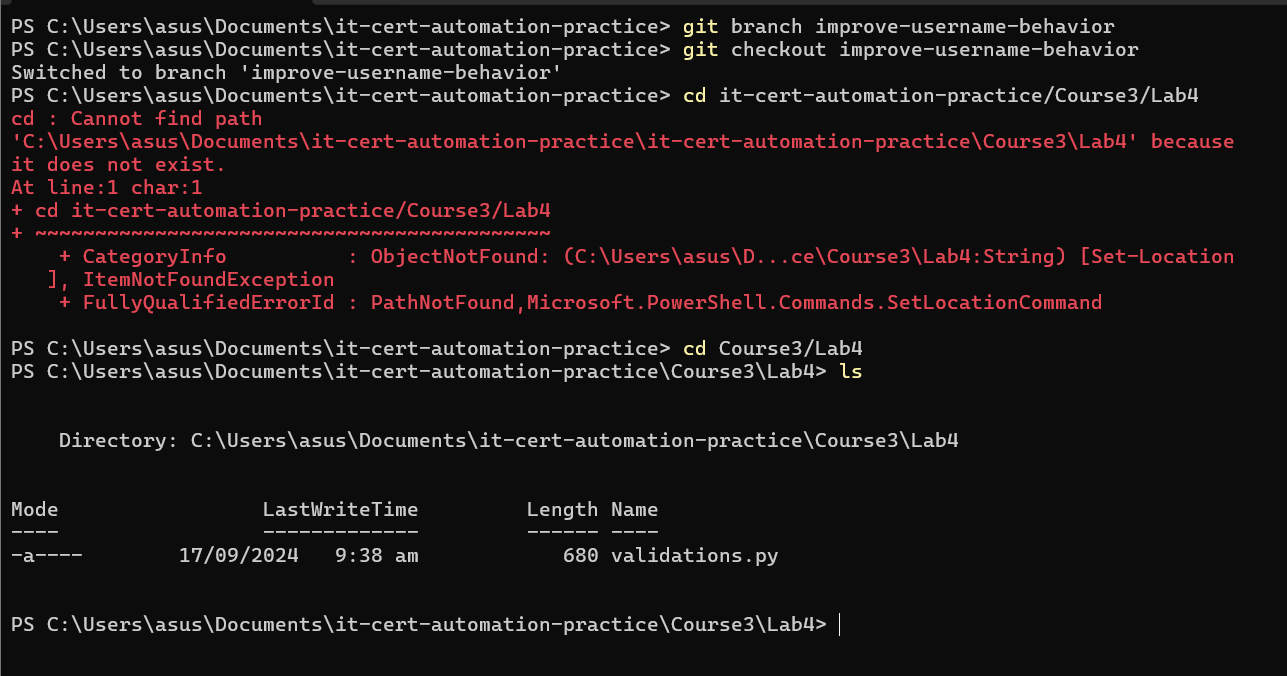 PS C:\Users\asus\Documents\it-cert-automation-practice> git branch improve-username-behavior
PS C:\Users\asus\Documents\it-cert-automation-practice> git checkout improve-username-behavior
Switched to branch 'improve-username-behavior'
PS C:\Users\asus\Documents\it-cert-automation-practice> cd it-cert-automation-practice/Course3/Lab4
cd : Cannot find path
'C:\Users\asus\Documents\it-cert-automation-practice\it-cert-automation-practice\Course3\Lab4' because
it does not exist.
At line:1 char:1
+ cd it-cert-automation-practice/Course3/Lab4
+ ~~~~~~~~~~~~~~~~~~~~~~~~~~~~~~~~~~~~~~~~~~~
    + CategoryInfo          : ObjectNotFound: (C:\Users\asus\D...ce\Course3\Lab4:String) [Set-Location
   ], ItemNotFoundException
    + FullyQualifiedErrorId : PathNotFound,Microsoft.PowerShell.Commands.SetLocationCommand
PS C:\Users\asus\Documents\it-cert-automation-practice> cd Course3/Lab4
PS C:\Users\asus\Documents\it-cert-automation-practice\Course3\Lab4> ls
    Directory: C:\Users\asus\Documents\it-cert-automation-practice\Course3\Lab4
Mode                 LastWriteTime         Length Name
----                 -------------         ------ ----
-a----        17/09/2024   9:38 am            680 validations.py
PS C:\Users\asus\Documents\it-cert-automation-practice\Course3\Lab4>